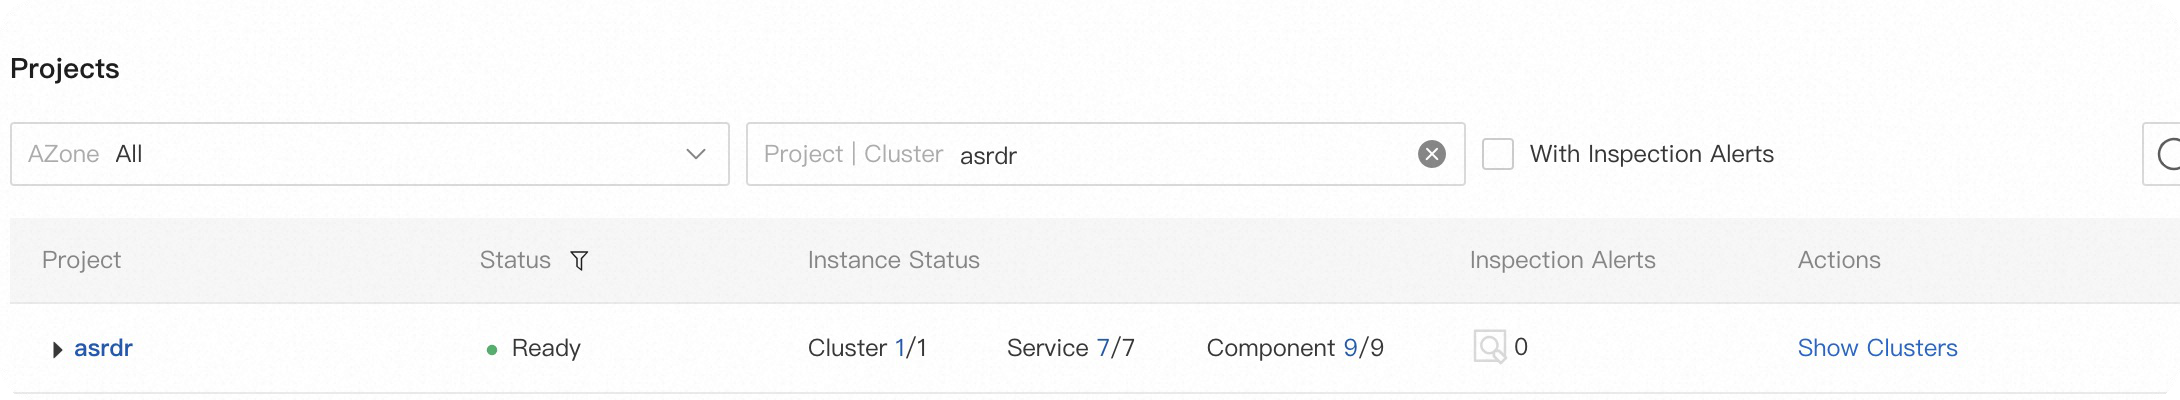 Projects
AZone All Project | Cluster asrdr With Inspection Alerts
Project Status Instance Status Inspection Alerts Actions
asrdr Ready Cluster 1/1 Service 7/7 Component 9/9 0 Show Clusters